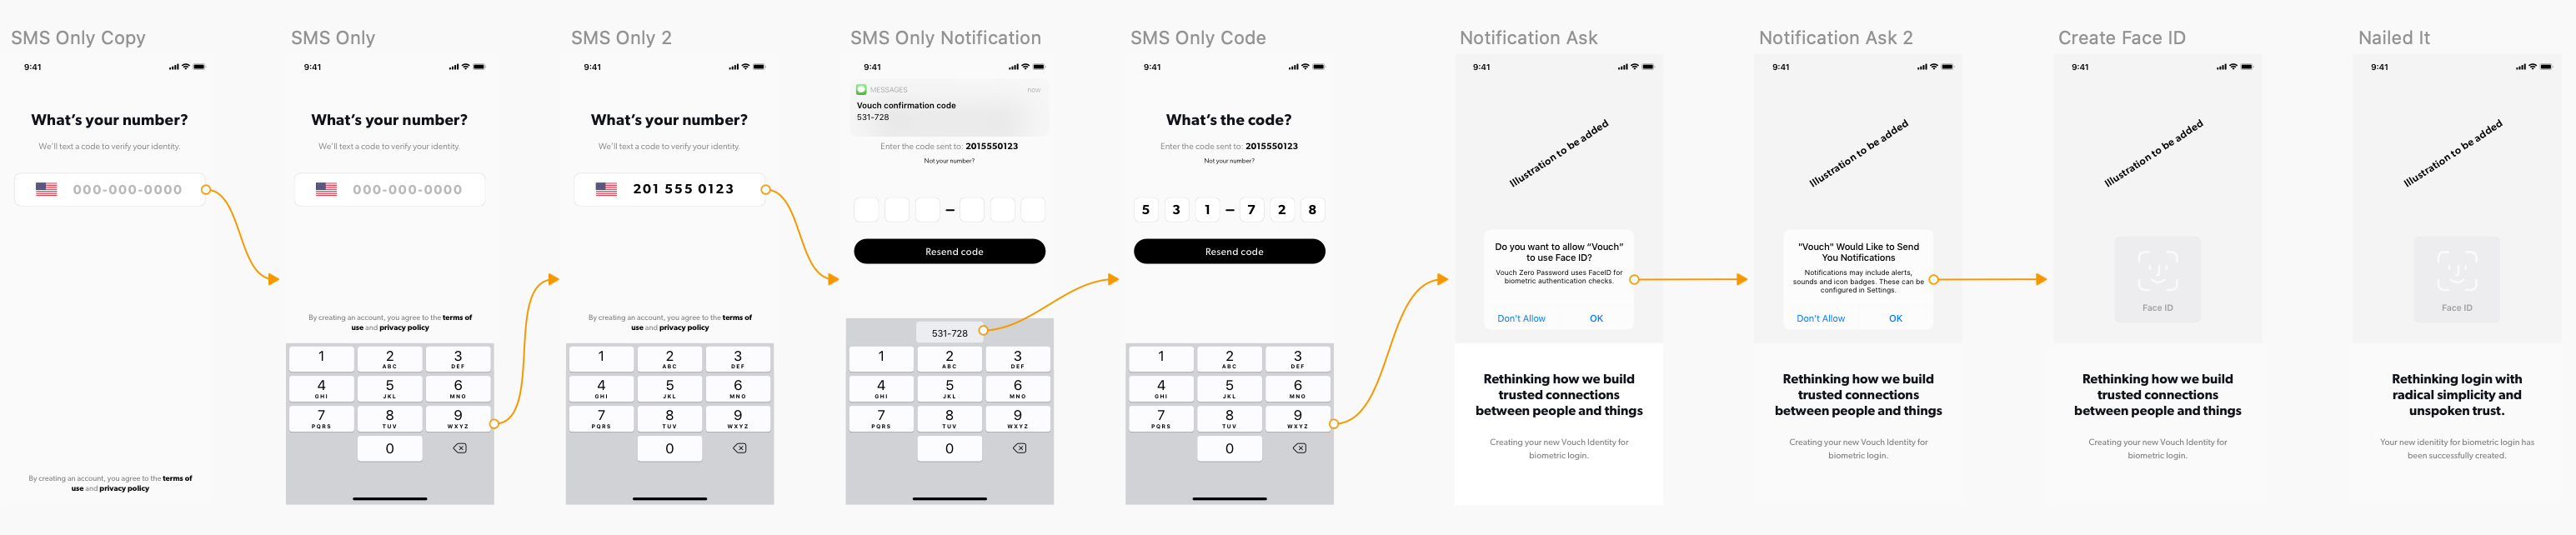 SMS Only Copy
9:41
What's your number?
We'll text a code to verify your identity.
000-000-0000
By creating an account, you agree to the terms of
use and privacy policy
SMS Only
9:41
What's your number?
We'll text a code to verify your identity.
000-000-0000
By creating an account, you agree to the terms of
use and privacy policy
1 2 3
ABC DEF
4 5 6
GHI JKL MNO
7 8 9
PQRS TUV WXYZ
0
SMS Only 2
9:41
What's your number?
We'll text a code to verify your identity.
201 555 0123
By creating an account, you agree to the terms of
use and privacy policy
1 2 3
ABC DEF
4 5 6
GHI JKL MNO
7 8 9
PQRS TUV WXYZ
0
SMS Only Notification
9:41
MESSAGES now
Vouch confirmation code
531-728
Enter the code sent to: 2015550123
Not your number?
–
Resend code
531-728
1 2 3
ABC DEF
4 5 6
GHI JKL MNO
7 8 9
PQRS TUV WXYZ
0
SMS Only Code
9:41
What's the code?
Enter the code sent to: 2015550123
Not your number?
5 3 1 – 7 2 8
Resend code
1 2 3
ABC DEF
4 5 6
GHI JKL MNO
7 8 9
PQRS TUV WXYZ
0
Notification Ask
9:41
Illustration to be added
Do you want to allow “Vouch”
to use Face ID?
Vouch Zero Password uses FaceID for
biometric authentication checks.
Don't Allow OK
Rethinking how we build
trusted connections
between people and things
Creating your new Vouch Identity for
biometric login.
Notification Ask 2
9:41
Illustration to be added
"Vouch" Would Like to Send
You Notifications
Notifications may include alerts,
sounds and icon badges. These can be
configured in Settings.
Don't Allow OK
Rethinking how we build
trusted connections
between people and things
Creating your new Vouch Identity for
biometric login.
Create Face ID
9:41
Illustration to be added
Face ID
Rethinking how we build
trusted connections
between people and things
Creating your new Vouch Identity for
biometric login.
Nailed It
9:41
Illustration to be added
Face ID
Rethinking login with
radical simplicity and
unspoken trust.
Your new idenitity for biometric login has
been successfully created.